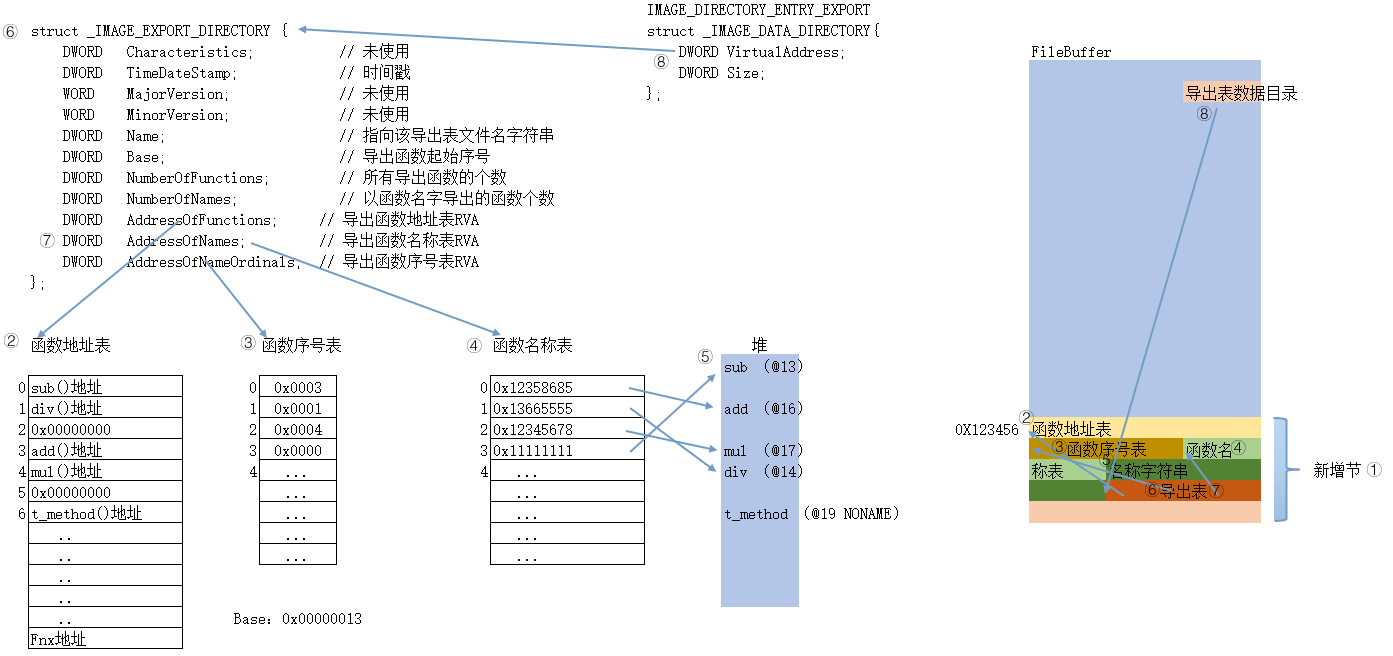 IMAGE_DIRECTORY_ENTRY_EXPORT
⑥ struct _IMAGE_EXPORT_DIRECTORY {
struct _IMAGE_DATA_DIRECTORY{
DWORD Characteristics; // 未使用
⑧ DWORD VirtualAddress;
DWORD TimeDateStamp; // 时间戳
DWORD Size;
WORD MajorVersion; // 未使用
};
WORD MinorVersion; // 未使用
DWORD Name; // 指向该导出表文件名字符串
DWORD Base; // 导出函数起始序号
DWORD NumberOfFunctions; // 所有导出函数的个数
DWORD NumberOfNames; // 以函数名字导出的函数个数
DWORD AddressOfFunctions; // 导出函数地址表RVA
⑦ DWORD AddressOfNames; // 导出函数名称表RVA
DWORD AddressOfNameOrdinals; // 导出函数序号表RVA
};
② 函数地址表
0 sub()地址
1 div()地址
2 0x00000000
3 add()地址
4 mul()地址
5 0x00000000
6 t_method()地址
..
..
..
..
..
Fnx地址
③ 函数序号表
0 0x0003
1 0x0001
2 0x0004
3 0x0000
4 ...
...
...
...
...
Base: 0x00000013
④ 函数名称表
0 0x12358685
1 0x13665555
2 0x12345678
3 0x11111111
4 ...
...
...
...
...
堆
⑤ sub (@13)
add (@16)
mul (@17)
div (@14)
t_method (@19 NONAME)
FileBuffer
导出表数据目录
⑧
0X123456 ② 函数地址表
③函数序号表 函数名④
称表 ⑤ 名称字符串
⑥导出表⑦
新增节 ①